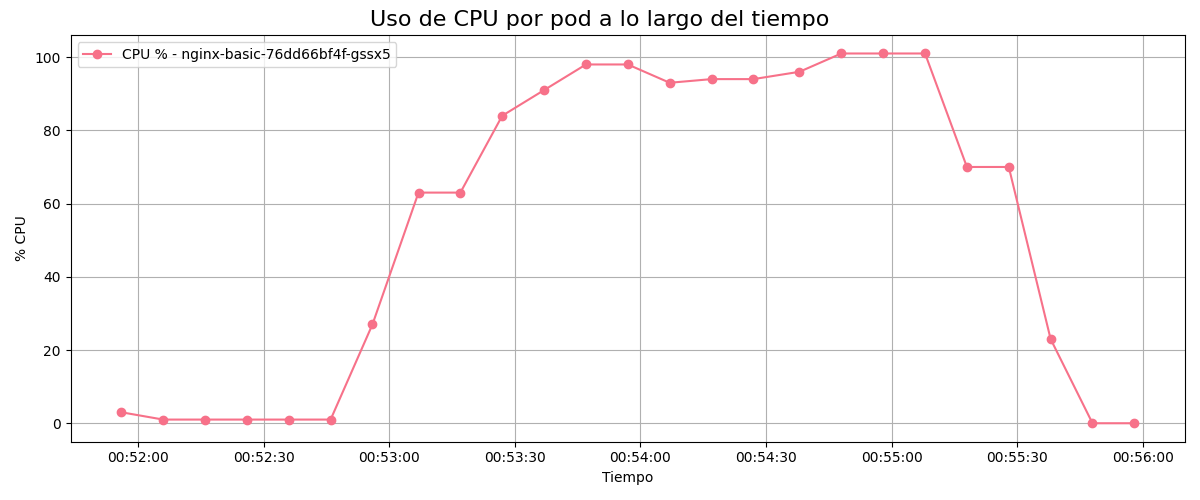 Uso de CPU por pod a lo largo del tiempo
CPU % - nginx-basic-76dd66bf4f-gssx5
% CPU
100
80
60
40
20
0
00:52:00 00:52:30 00:53:00 00:53:30 00:54:00 00:54:30 00:55:00 00:55:30 00:56:00
Tiempo